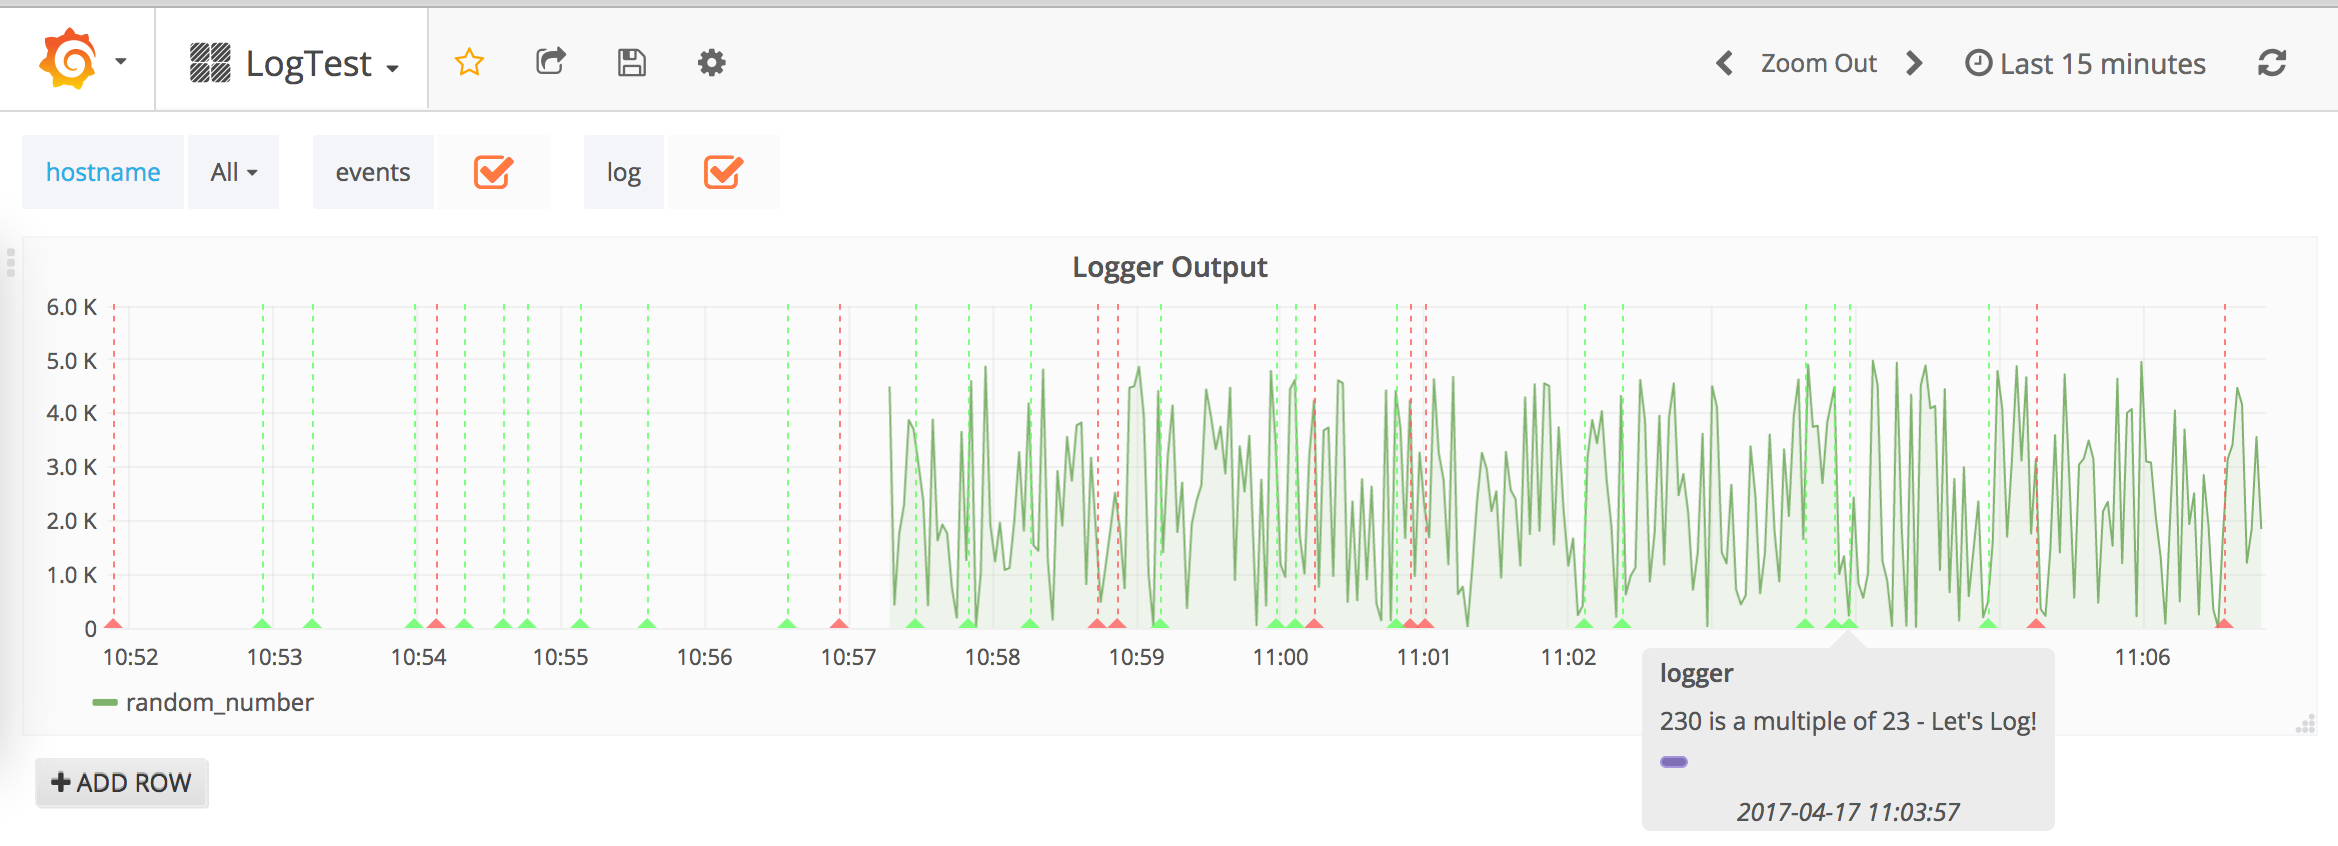 LogTest
Zoom Out
Last 15 minutes
hostname All events log
Logger Output
6.0 K
5.0 K
4.0 K
3.0 K
2.0 K
1.0 K
0
10:52 10:53 10:54 10:55 10:56 10:57 10:58 10:59 11:00 11:01 11:02 11:06
random_number
logger
230 is a multiple of 23 - Let's Log!
2017-04-17 11:03:57
ADD ROW